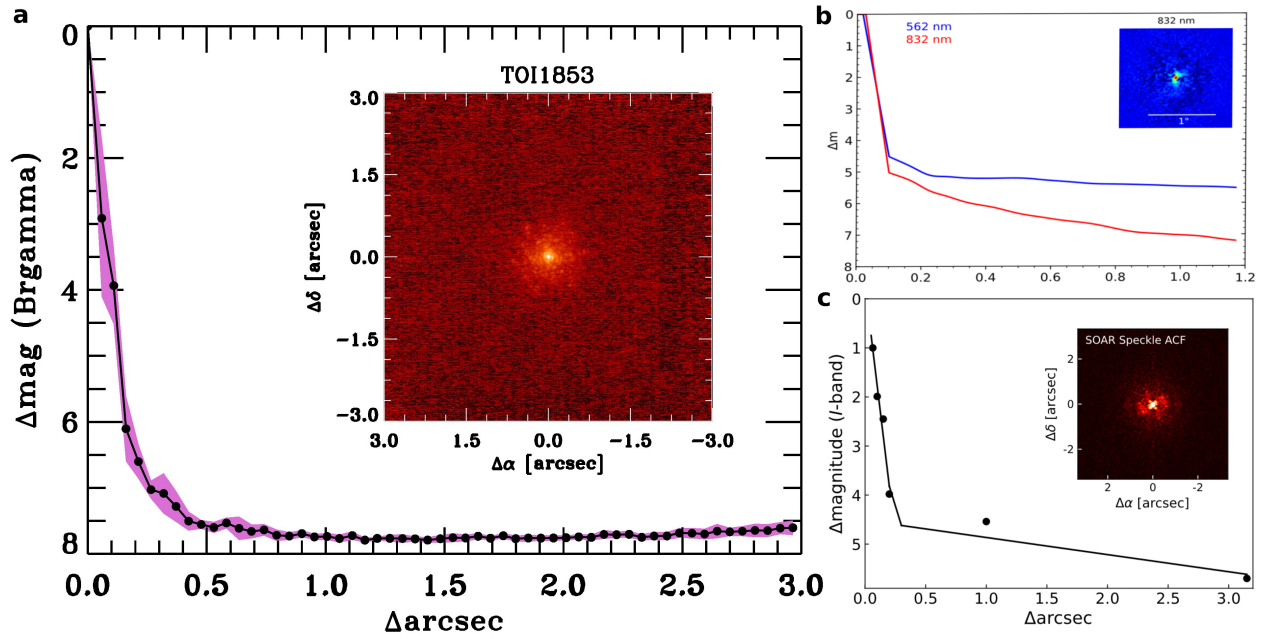 a
TOI1853
0
2
4
6
8
Δmag (Brgamma)
3.0
1.5
0.0
−1.5
−3.0
Δδ [arcsec]
3.0 1.5 0.0 −1.5 −3.0
Δα [arcsec]
0.0 0.5 1.0 1.5 2.0 2.5 3.0
Δarcsec
b
832 nm
562 nm
832 nm
1"
0
1
2
3
4
5
6
7
8
Δm
0.0 0.2 0.4 0.6 0.8 1.0 1.2
c
SOAR Speckle ACF
0
1
2
3
4
5
Δmagnitude (I-band)
2
0
-2
Δδ [arcsec]
2 0 -2
Δα [arcsec]
0.0 0.5 1.0 1.5 2.0 2.5 3.0
Δarcsec